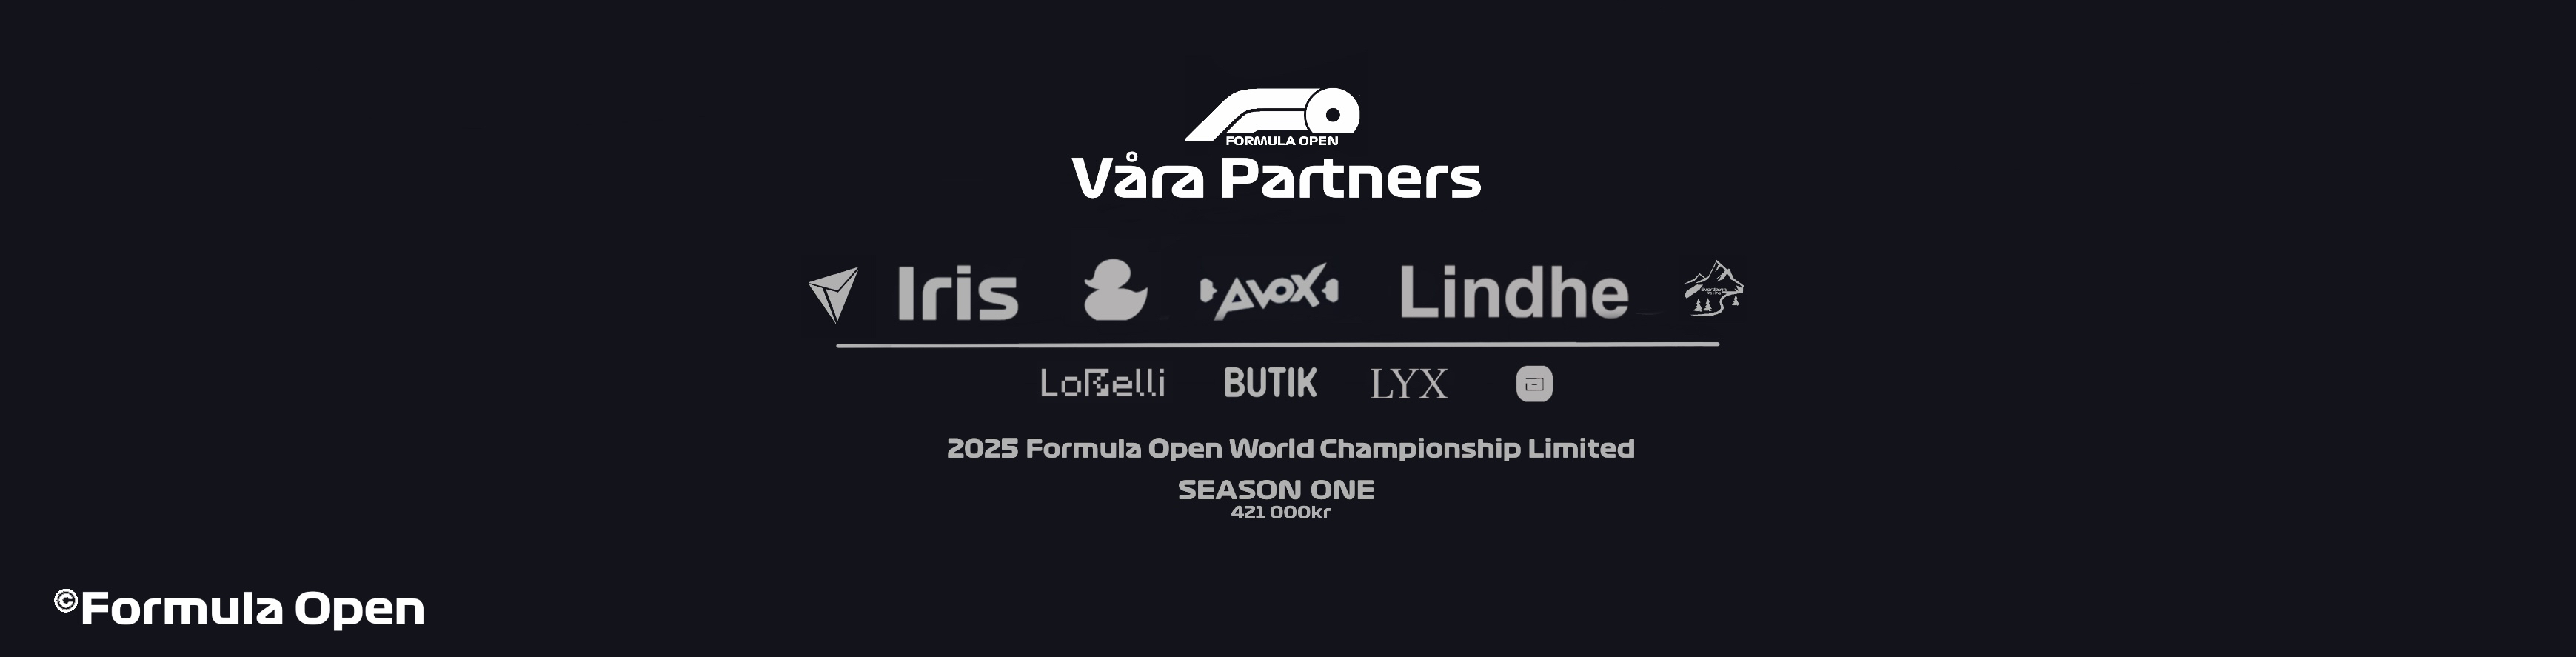 FORMULA OPEN
Våra Partners
Iris AVOX Lindhe
LoRelli BUTIK LYX
2025 Formula Open World Championship Limited
SEASON ONE
421 000kr
©Formula Open